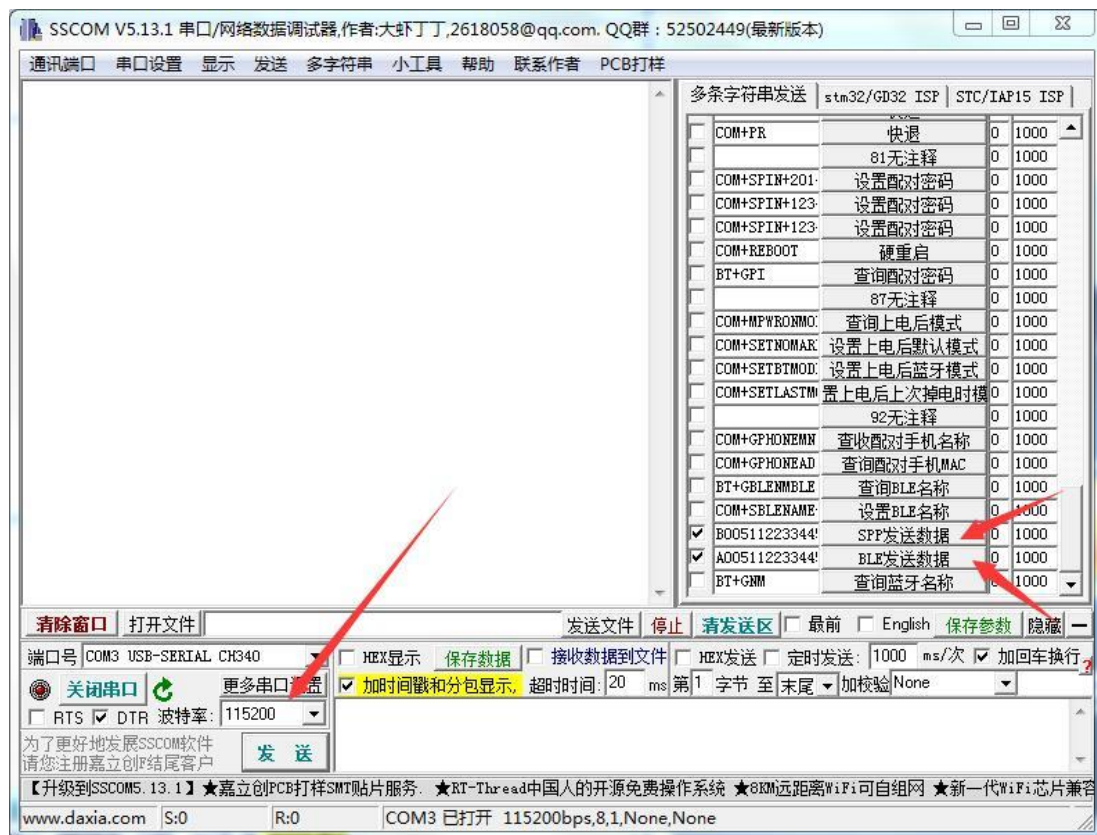 SSCOM V5.13.1 串口/网络数据调试器,作者:大虾丁丁,2618058@qq.com. QQ群：52502449(最新版本)
通讯端口 串口设置 显示 发送 多字符串 小工具 帮助 联系作者 PCB打样
多条字符串发送 stm32/GD32 ISP STC/IAP15 ISP
COM+PR 快退 0 1000
81无注释 0 1000
COM+SPIN+201 设置配对密码 0 1000
COM+SPIN+123 设置配对密码 0 1000
COM+SPIN+123 设置配对密码 0 1000
COM+REBOOT 硬重启 0 1000
BT+GPI 查询配对密码 0 1000
87无注释 0 1000
COM+MPWRONMO 查询上电后模式 0 1000
COM+SETNOMAR 设置上电后默认模式 0 1000
COM+SETBTMOD 设置上电后蓝牙模式 0 1000
COM+SETLASTM 置上电后上次掉电时模 0 1000
92无注释 0 1000
COM+GPHONEMN 查收配对手机名称 0 1000
COM+GPHONEAD 查询配对手机MAC 0 1000
BT+GBLENMBLE 查询BLE名称 0 1000
COM+SBLENAME 设置BLE名称 0 1000
B00511223344 SPP发送数据 0 1000
A00511223344 BLE发送数据 0 1000
BT+GNM 查询蓝牙名称 0 1000
清除窗口 打开文件 发送文件 停止 清发送区 最前 English 保存参数 隐藏 —
端口号 COM3 USB-SERIAL CH340 HEX显示 保存数据 接收数据到文件 HEX发送 定时发送: 1000 ms/次 加回车换行 ?
关闭串口 更多串口设置 加时间戳和分包显示, 超时时间: 20 ms 第1 字节 至 末尾 加校验 None
RTS DTR 波特率: 115200
为了更好地发展SSCOM软件
请您注册嘉立创F结尾客户
发 送
【升级到SSCOM5.13.1】★嘉立创PCB打样SMT贴片服务. ★RT-Thread中国人的开源免费操作系统 ★8KM远距离WiFi可自组网 ★新一代WiFi芯片兼容
www.daxia.com S:0 R:0 COM3 已打开 115200bps,8,1,None,None